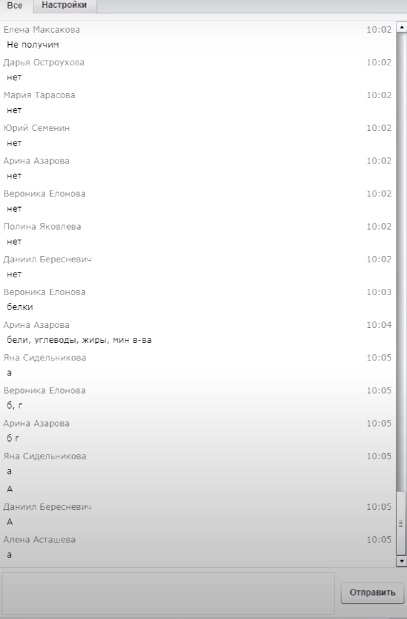 Все Настройки
Елена Максакова 10:02
Не получим
Дарья Остроухова 10:02
нет
Мария Тарасова 10:02
нет
Юрий Семенин 10:02
нет
Арина Азарова 10:02
нет
Вероника Елонова 10:02
нет
Полина Яковлева 10:02
нет
Даниил Бересневич 10:02
нет
Вероника Елонова 10:03
белки
Арина Азарова 10:04
бели, углеводы, жиры, мин в-ва
Яна Сидельникова 10:05
а
Вероника Елонова 10:05
б, г
Арина Азарова 10:05
б г
Яна Сидельникова 10:05
а
А
Даниил Бересневич 10:05
А
Алена Асташева 10:05
а
Отправить